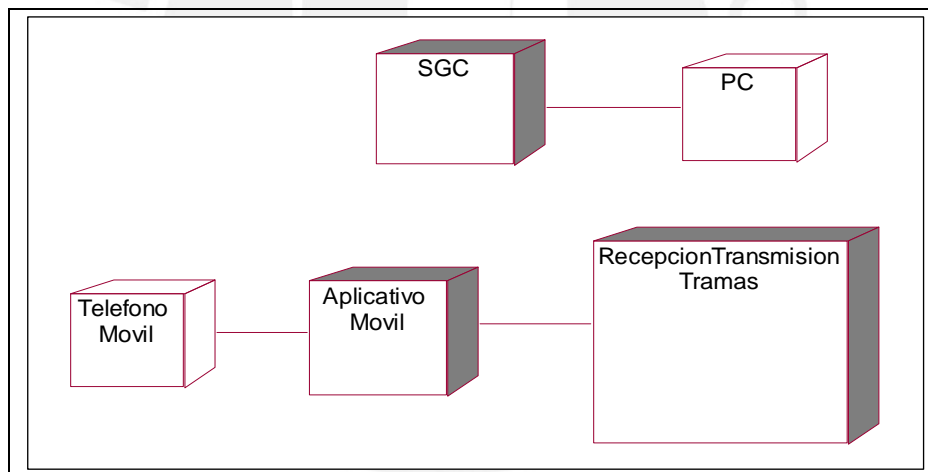 SGC
PC
RecepcionTransmision
Tramas
Telefono
Movil
Aplicativo
Movil